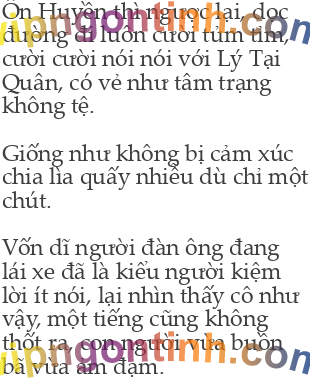 Ôn Huyền thì ngược lại, dọc
đường đi luôn cười tủm tỉm,
cười cười nói nói với Lý Tại
Quân, có vẻ như tâm trạng
không tệ.
Giống như không bị cảm xúc
chia lìa quấy nhiễu dù chỉ một
chút.
Vốn dĩ người đàn ông đang
lái xe đã là kiểu người kiệm
lời ít nói, lại nhìn thấy cô như
vậy, một tiếng cũng không
thốt ra, con người vừa buồn
bã vừa ảm đạm.